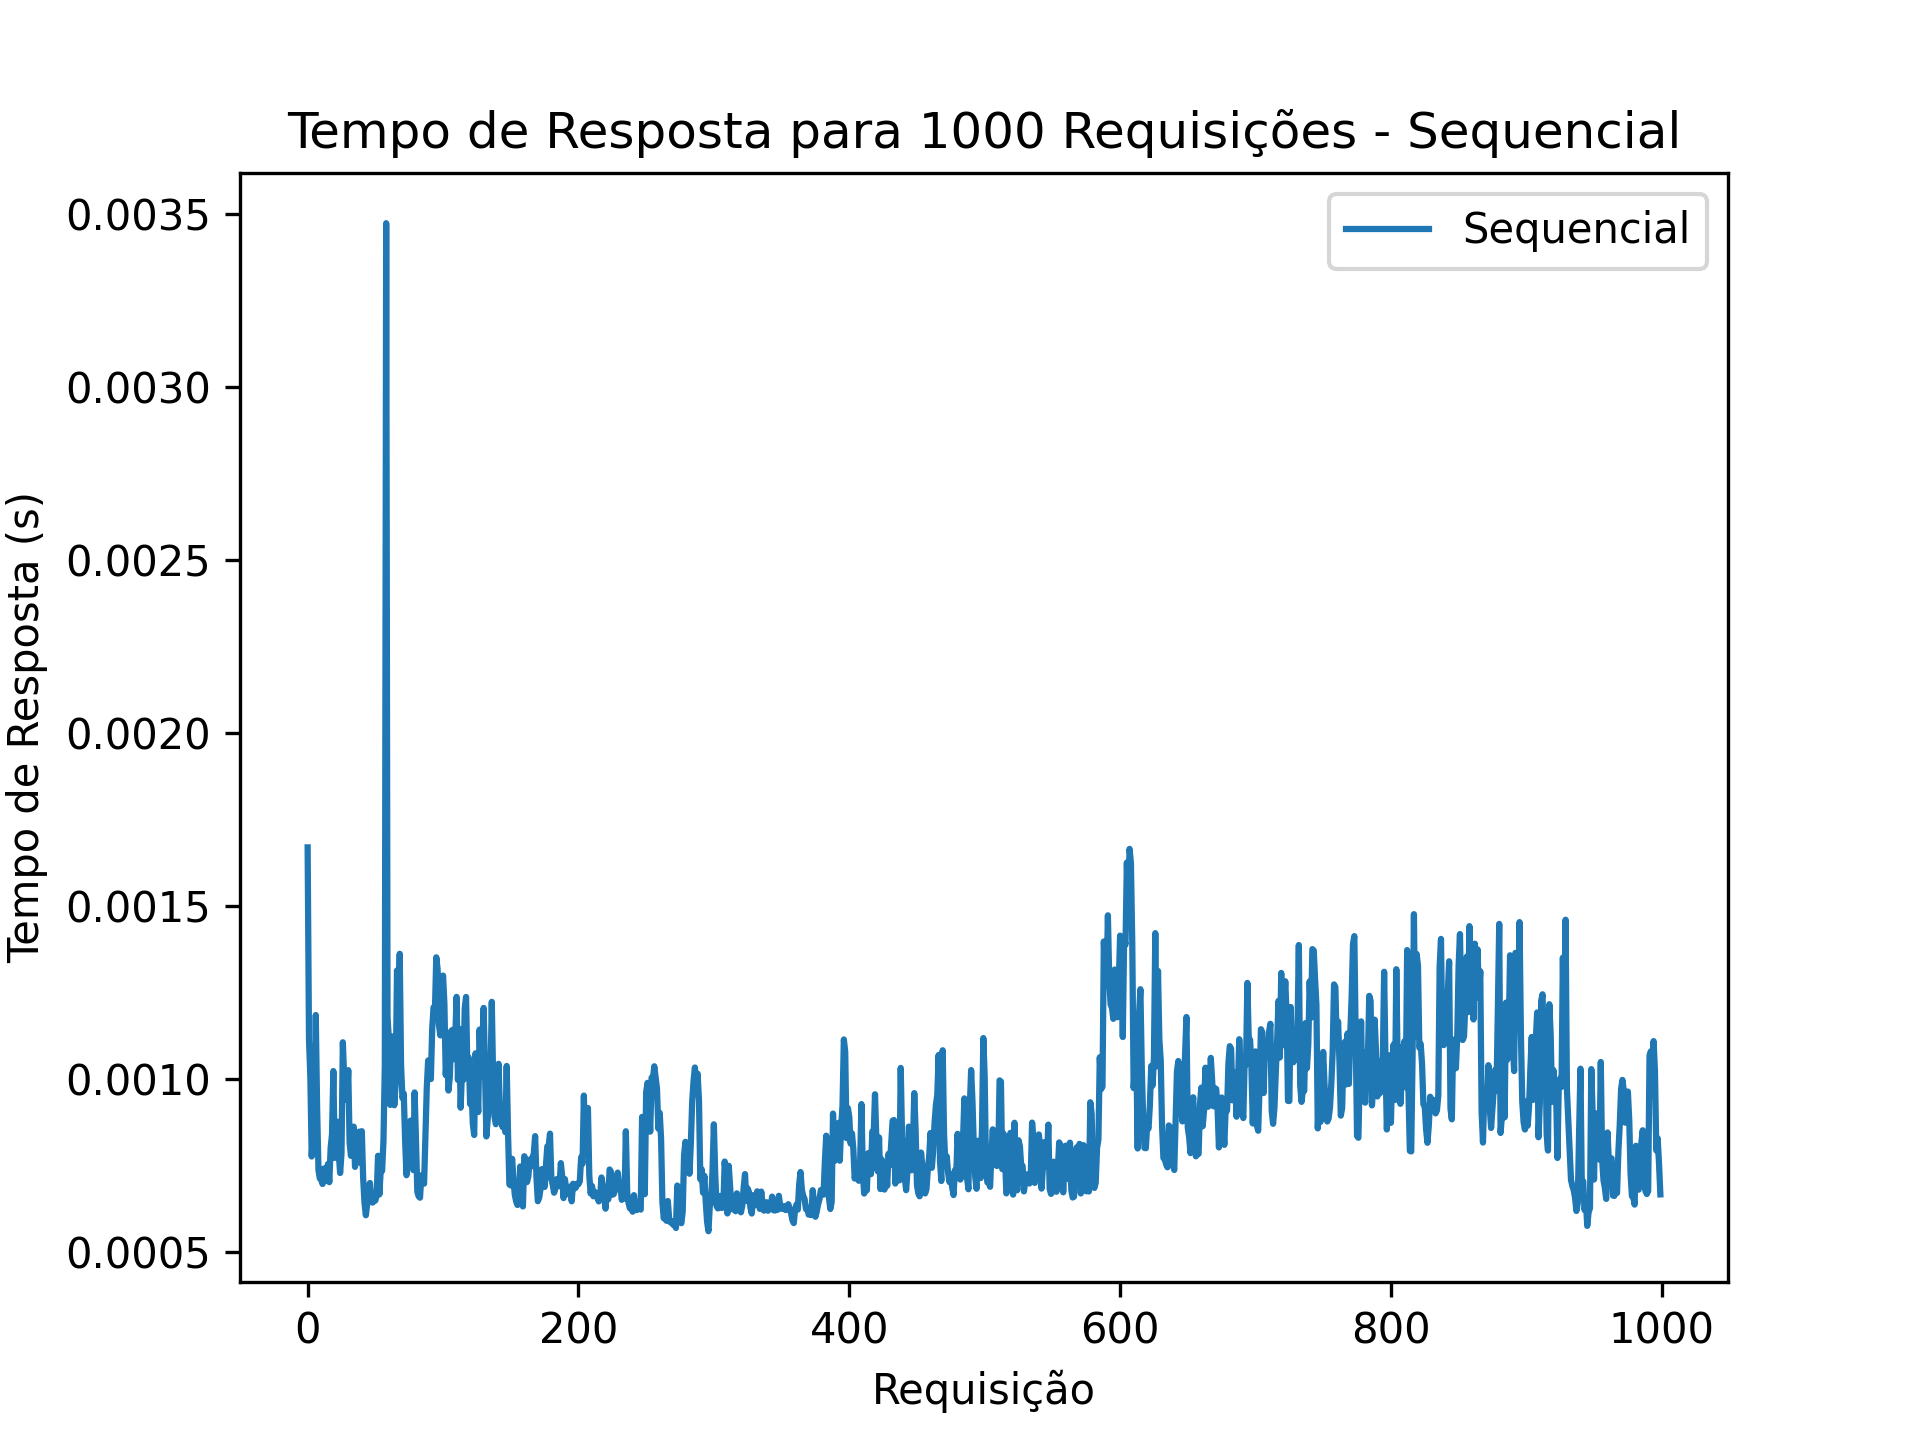 Tempo de Resposta para 1000 Requisições - Sequencial
Sequencial
0.0035
0.0030
0.0025
0.0020
0.0015
0.0010
0.0005
Tempo de Resposta (s)
0 200 400 600 800 1000
Requisição